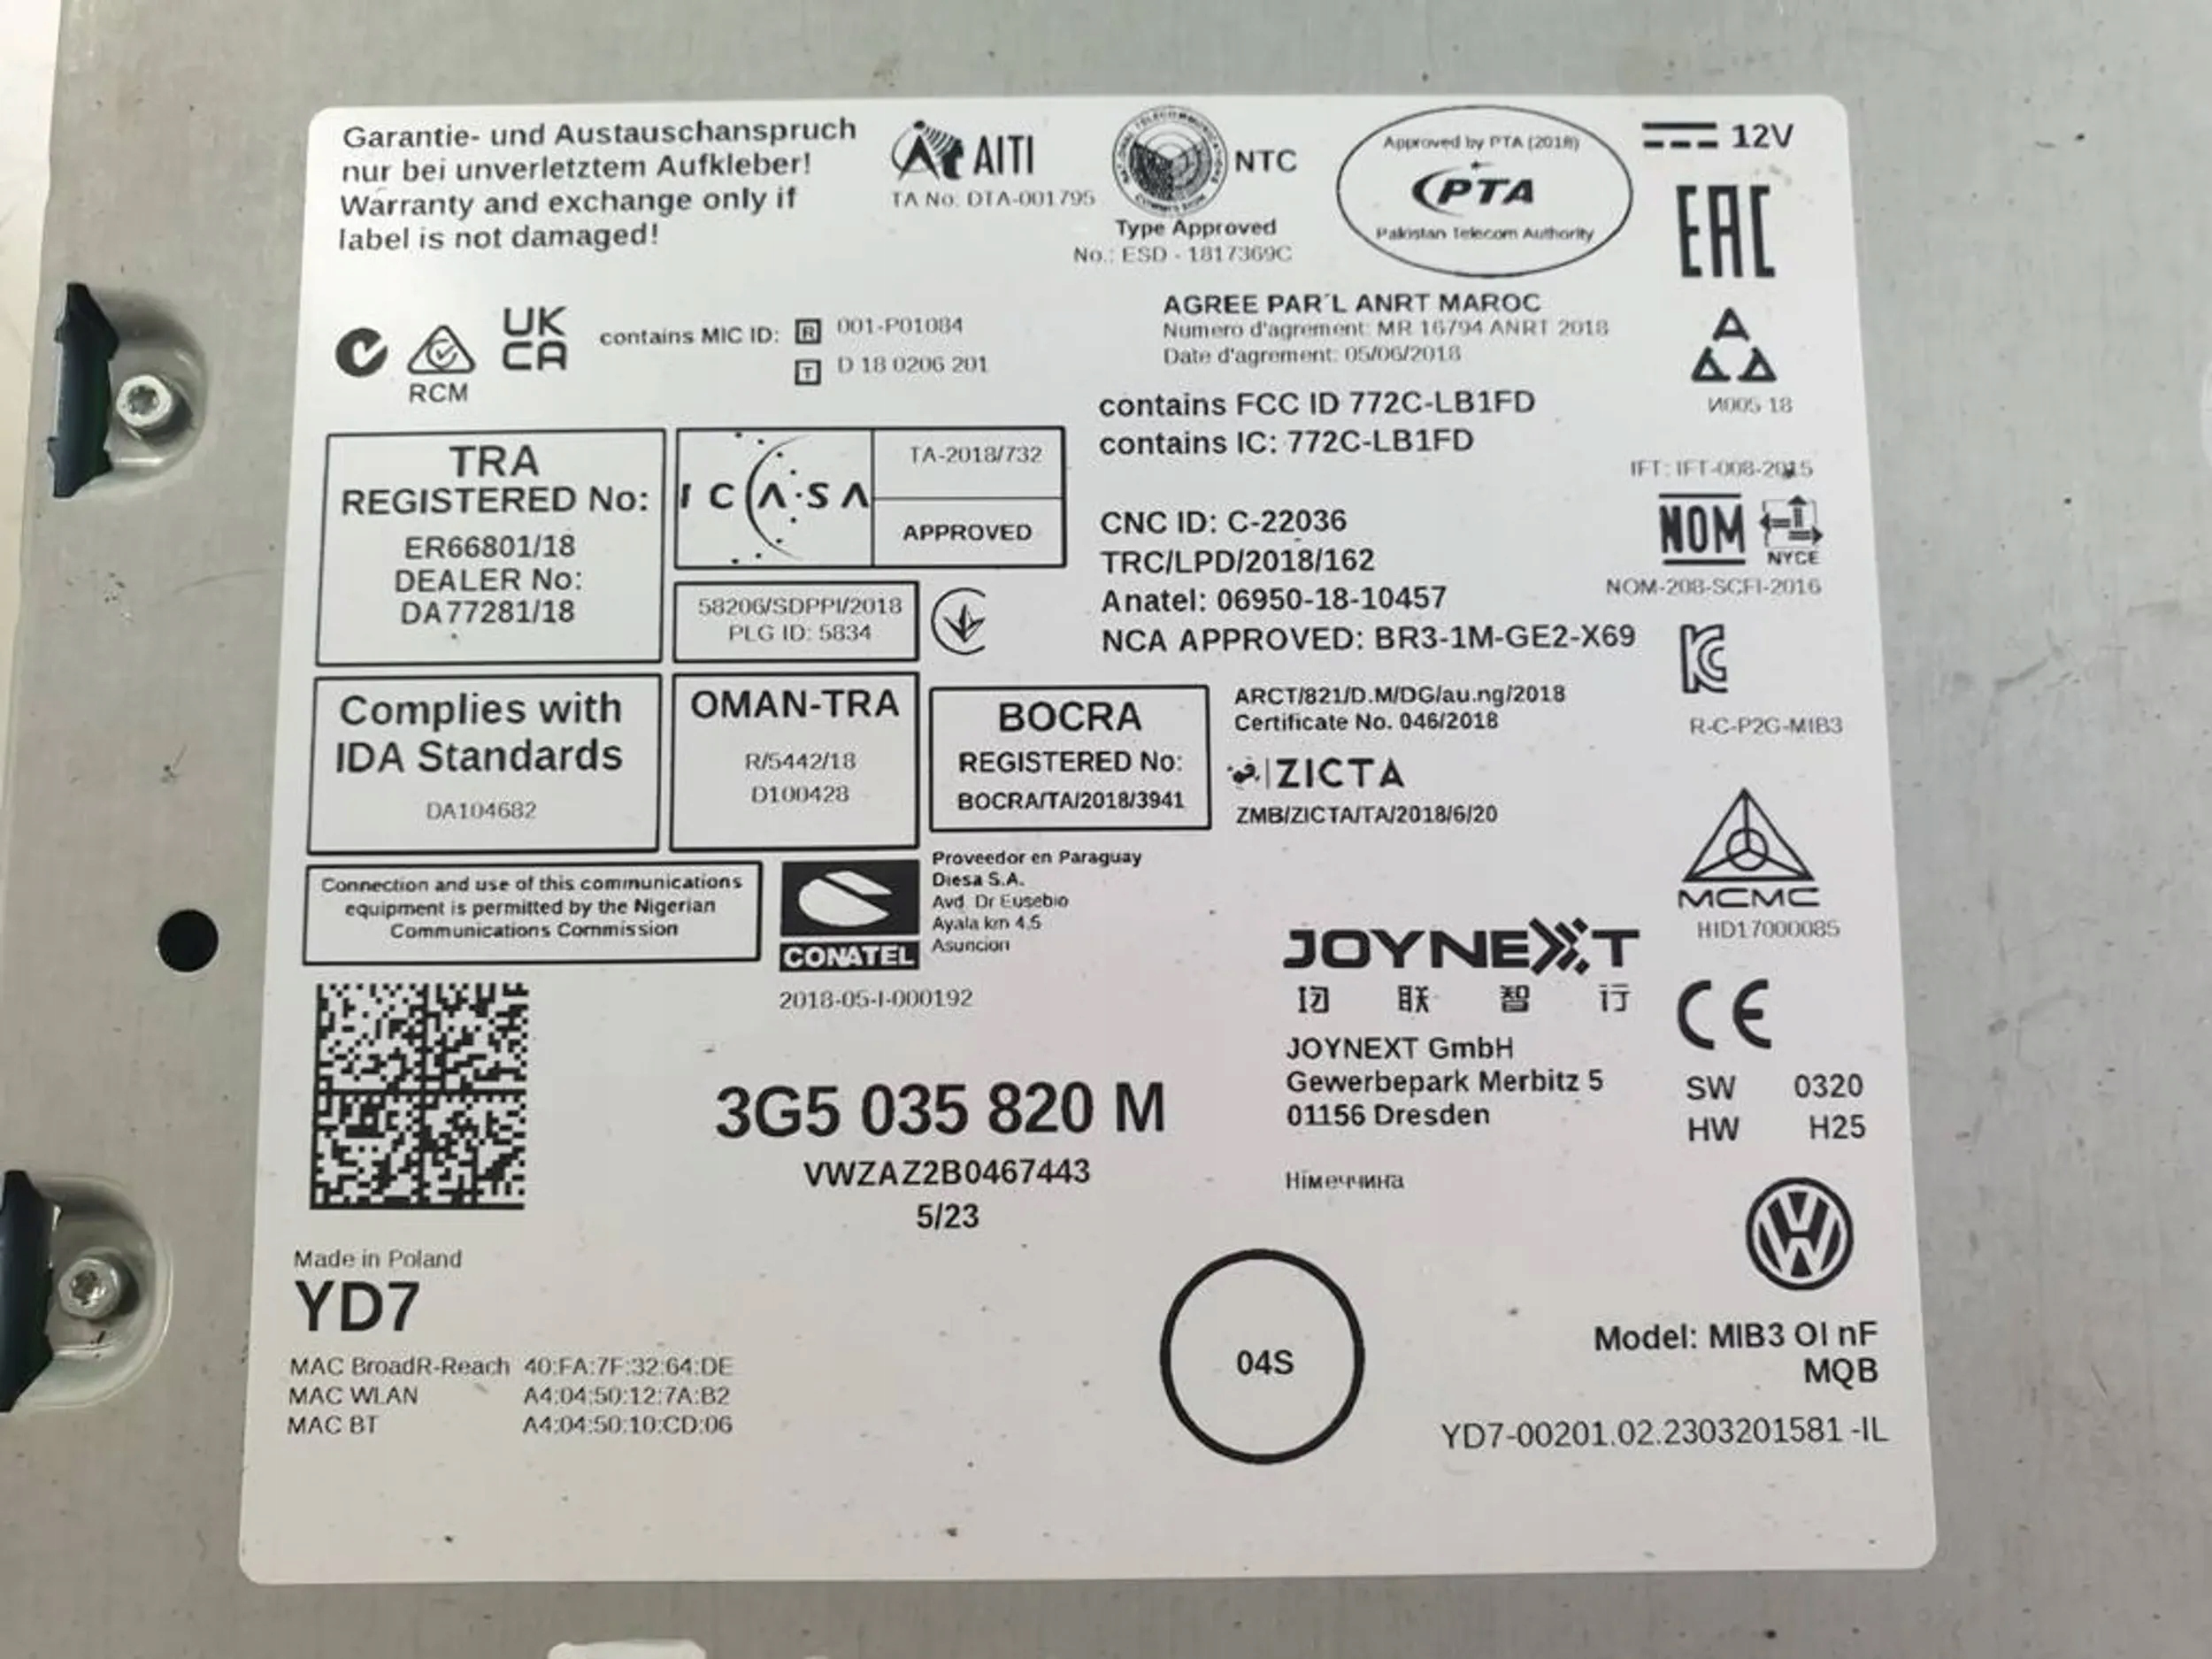 Garantie- und Austauschanspruch
nur bei unverletztem Aufkleber!
Warranty and exchange only if
label is not damaged!
AITI
TA No: DTA-001795
NTC
Type Approved
No.: ESD - 1817369C
Approved by PTA (2018)
PTA
Pakistan Telecom Authority
12V
EAC
RCM
UK
CA
contains MIC ID:
R 001-P01084
T D 18 0206 201
AGREE PAR´L ANRT MAROC
Numero d'agrement: MR 16794 ANRT 2018
Date d'agrement: 05/06/2018
contains FCC ID 772C-LB1FD
contains IC: 772C-LB1FD
И005 18
TRA
REGISTERED No:
ER66801/18
DEALER No:
DA77281/18
ICASA
TA-2018/732
APPROVED
58206/SDPPI/2018
PLG ID: 5834
CNC ID: C-22036
TRC/LPD/2018/162
Anatel: 06950-18-10457
NCA APPROVED: BR3-1M-GE2-X69
IFT: IFT-008-2015
NOM
NYCE
NOM-208-SCFI-2016
R-C-P2G-MIB3
Complies with
IDA Standards
DA104682
OMAN-TRA
R/5442/18
D100428
BOCRA
REGISTERED No:
BOCRA/TA/2018/3941
ARCT/821/D.M/DG/au.ng/2018
Certificate No. 046/2018
ZICTA
ZMB/ZICTA/TA/2018/6/20
MCMC
HID17000085
Connection and use of this communications
equipment is permitted by the Nigerian
Communications Commission
CONATEL
2018-05-I-000192
Proveedor en Paraguay
Diesa S.A.
Avd. Dr Eusebio
Ayala km 4.5
Asuncion
JOYNEXT
联 智 行
JOYNEXT GmbH
Gewerbepark Merbitz 5
01156 Dresden
Німеччина
CE
SW 0320
HW H25
3G5 035 820 M
VWZAZ2B0467443
5/23
Made in Poland
YD7
MAC BroadR-Reach 40:FA:7F:32:64:DE
MAC WLAN A4:04:50:12:7A:B2
MAC BT A4:04:50:10:CD:06
04S
Model: MIB3 OI nF
MQB
YD7-00201.02.2303201581 -IL